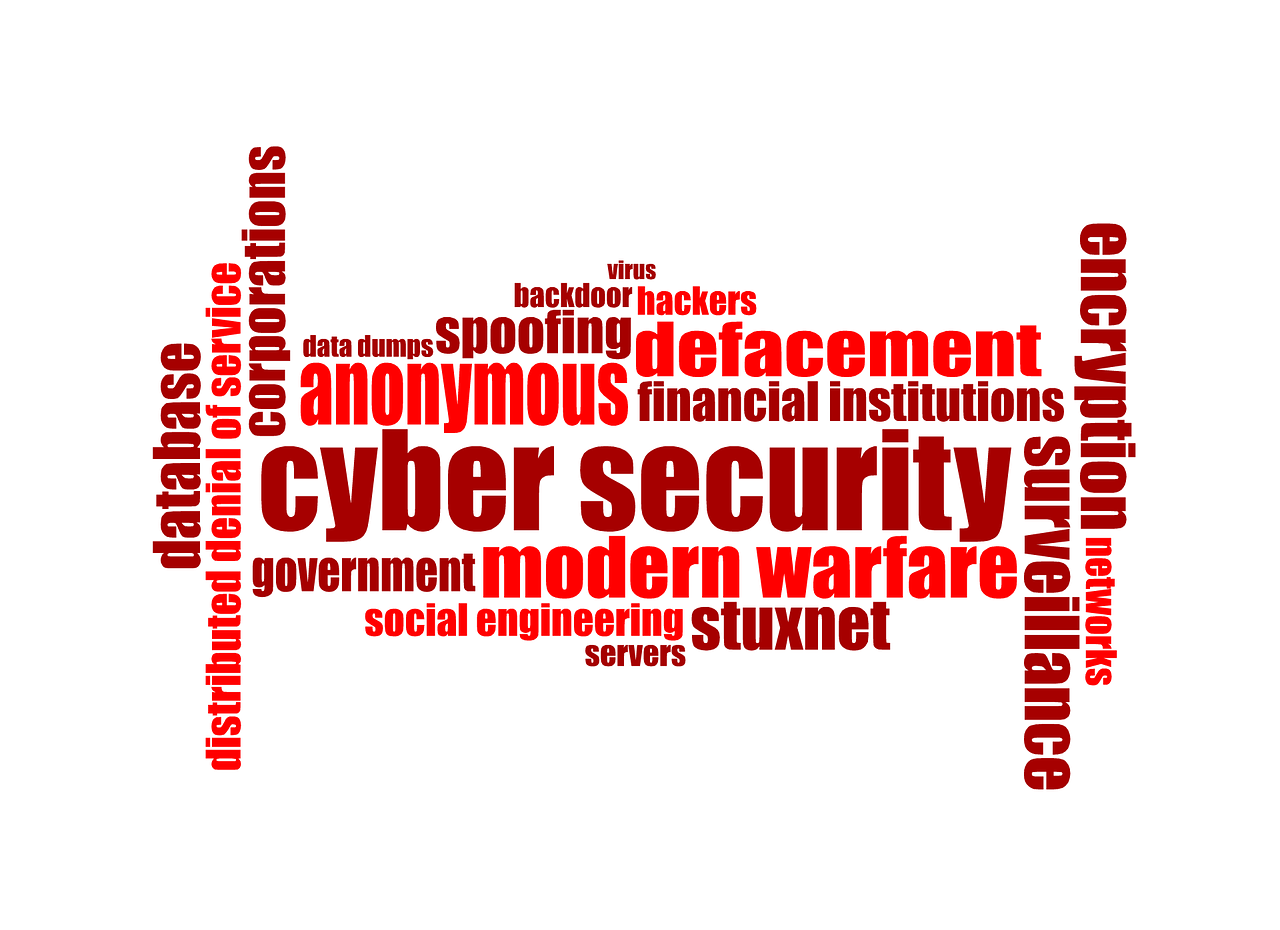 corporations
distributed denial of service
database
virus
backdoor
hackers
spoofing
data dumps
defacement
anonymous
financial institutions
cyber security
government
modern warfare
social engineering
stuxnet
servers
encryption
surveillance
networks